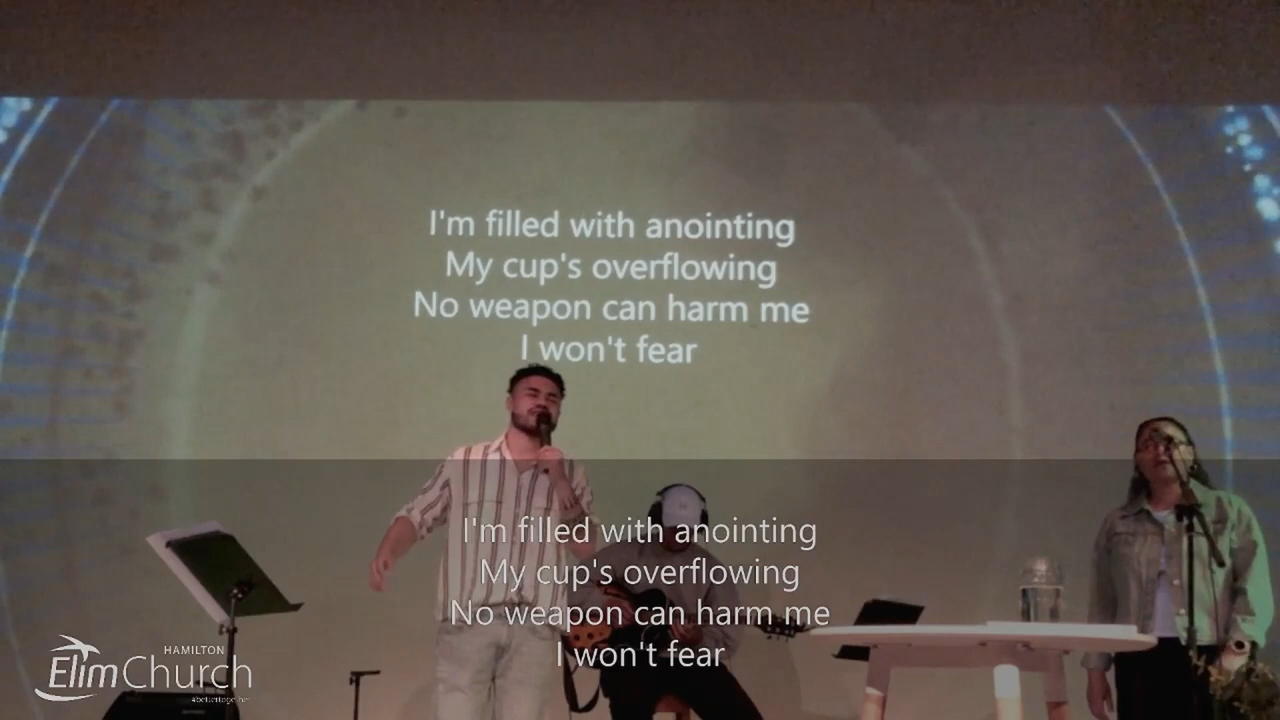 I'm filled with anointing
My cup's overflowing
No weapon can harm me
I won't fear
I'm filled with anointing
My cup's overflowing
No weapon can harm me
I won't fear
HAMILTON
ElimChurch
#bettertogether